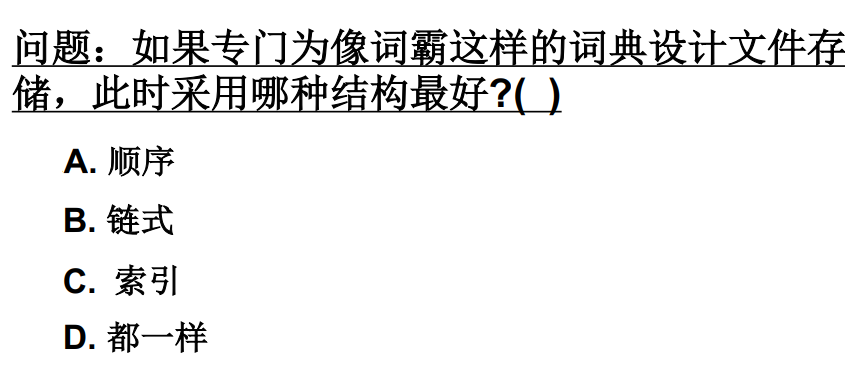 问题：如果专门为像词霸这样的词典设计文件存
储，此时采用哪种结构最好?( )
A. 顺序
B. 链式
C. 索引
D. 都一样